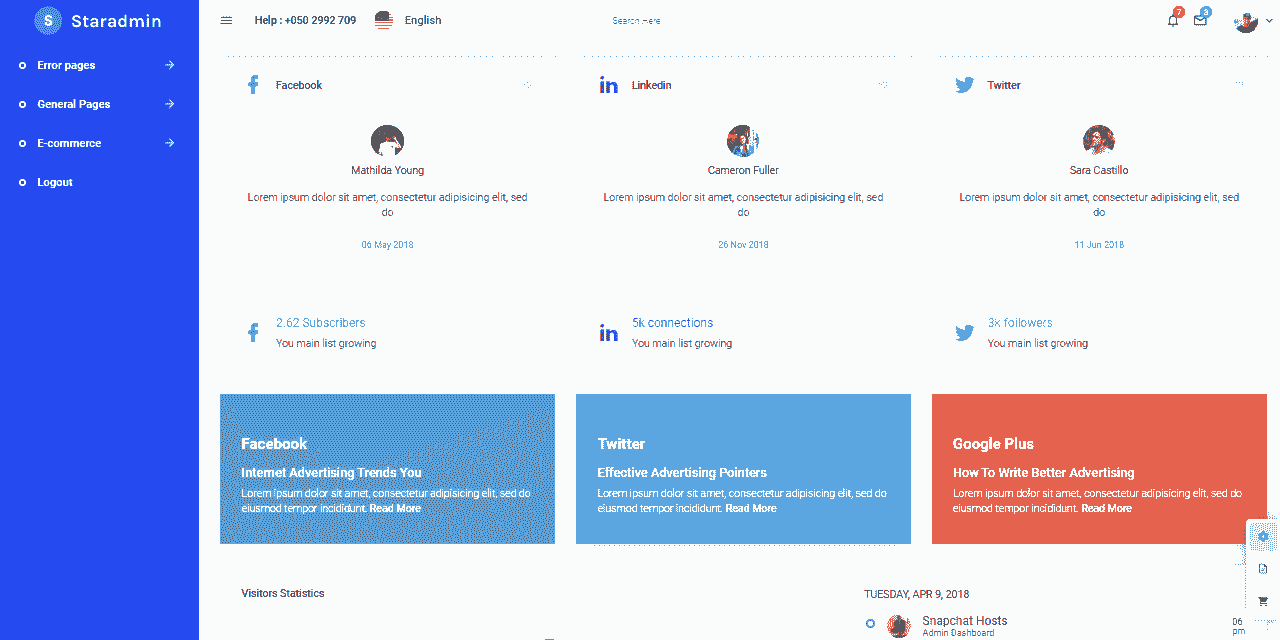 S Staradmin
Help : +050 2992 709
English
Search Here
7
3
Error pages
General Pages
E-commerce
Logout
Facebook
Mathilda Young
Lorem ipsum dolor sit amet, consectetur adipisicing elit, sed
do
06 May 2018
Linkedin
Cameron Fuller
Lorem ipsum dolor sit amet, consectetur adipisicing elit, sed
do
26 Nov 2018
Twitter
Sara Castillo
Lorem ipsum dolor sit amet, consectetur adipisicing elit, sed
do
11 Jun 2018
2.62 Subscribers
You main list growing
5k connections
You main list growing
3k followers
You main list growing
Facebook
Internet Advertising Trends You
Lorem ipsum dolor sit amet, consectetur adipisicing elit, sed do
eiusmod tempor incididunt. Read More
Twitter
Effective Advertising Pointers
Lorem ipsum dolor sit amet, consectetur adipisicing elit, sed do
eiusmod tempor incididunt. Read More
Google Plus
How To Write Better Advertising
Lorem ipsum dolor sit amet, consectetur adipisicing elit, sed do
eiusmod tempor incididunt. Read More
Visitors Statistics
TUESDAY, APR 9, 2018
Snapchat Hosts
Admin Dashboard
06
pm